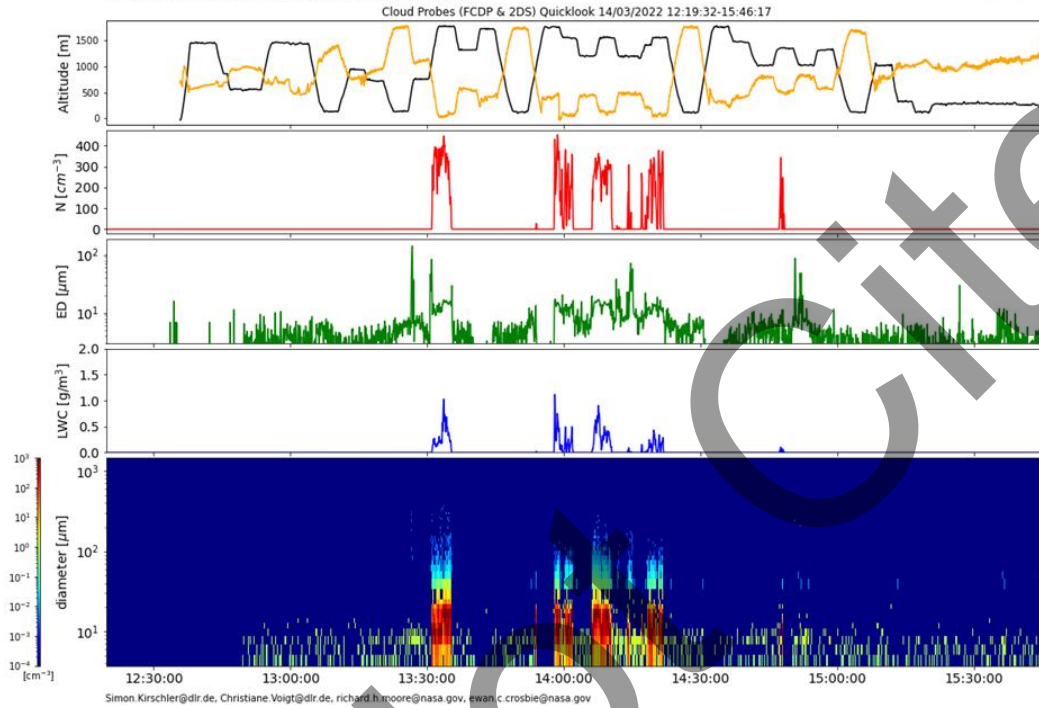 Cloud Probes (FCDP & 2DS) Quicklook 14/03/2022 12:19:32-15:46:17
Altitude [m]
1500
1000
500
0
N [cm⁻³]
400
300
200
100
0
ED [μm]
10²
10¹
LWC [g/m³]
2.0
1.5
1.0
0.5
0.0
diameter [μm]
10³
10²
10¹
10³
10²
10¹
10⁰
10⁻¹
10⁻²
10⁻³
10⁻⁴
[cm⁻³]
12:30:00 13:00:00 13:30:00 14:00:00 14:30:00 15:00:00 15:30:00
Simon.Kirschler@dlr.de, Christiane.Voigt@dlr.de, richard.h.moore@nasa.gov, ewan.c.crosbie@nasa.gov
Cite